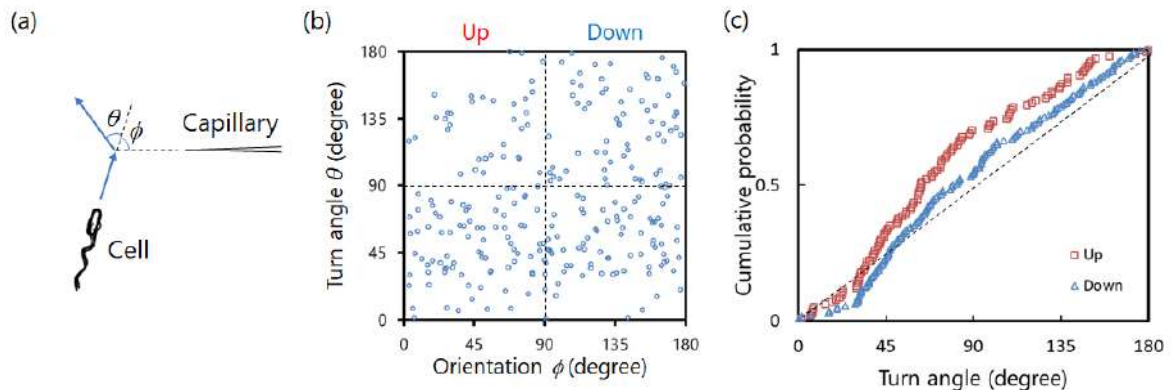 (a)
θ
ϕ
Capillary
Cell
(b)
Up
Down
180
135
90
45
0
Turn angle θ (degree)
0
45
90
135
180
Orientation ϕ (degree)
(c)
1
0.5
0
Cumulative probability
Up
Down
0
45
90
135
180
Turn angle (degree)